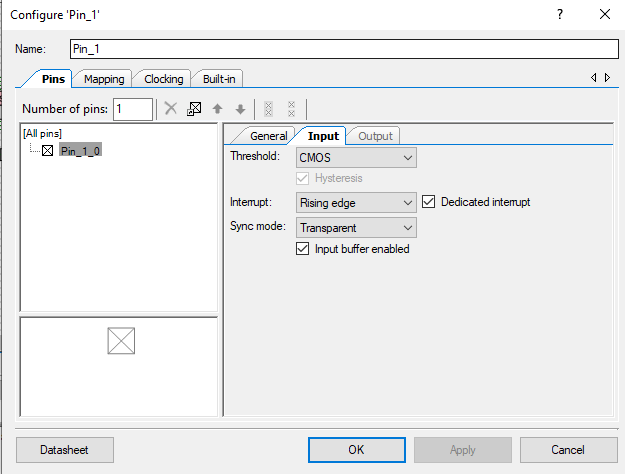 Configure 'Pin_1'
Name: Pin_1
Pins Mapping Clocking Built-in
Number of pins: 1
[All pins]
Pin_1_0
General Input Output
Threshold: CMOS
Hysteresis
Interrupt: Rising edge Dedicated interrupt
Sync mode: Transparent
Input buffer enabled
Datasheet OK Apply Cancel